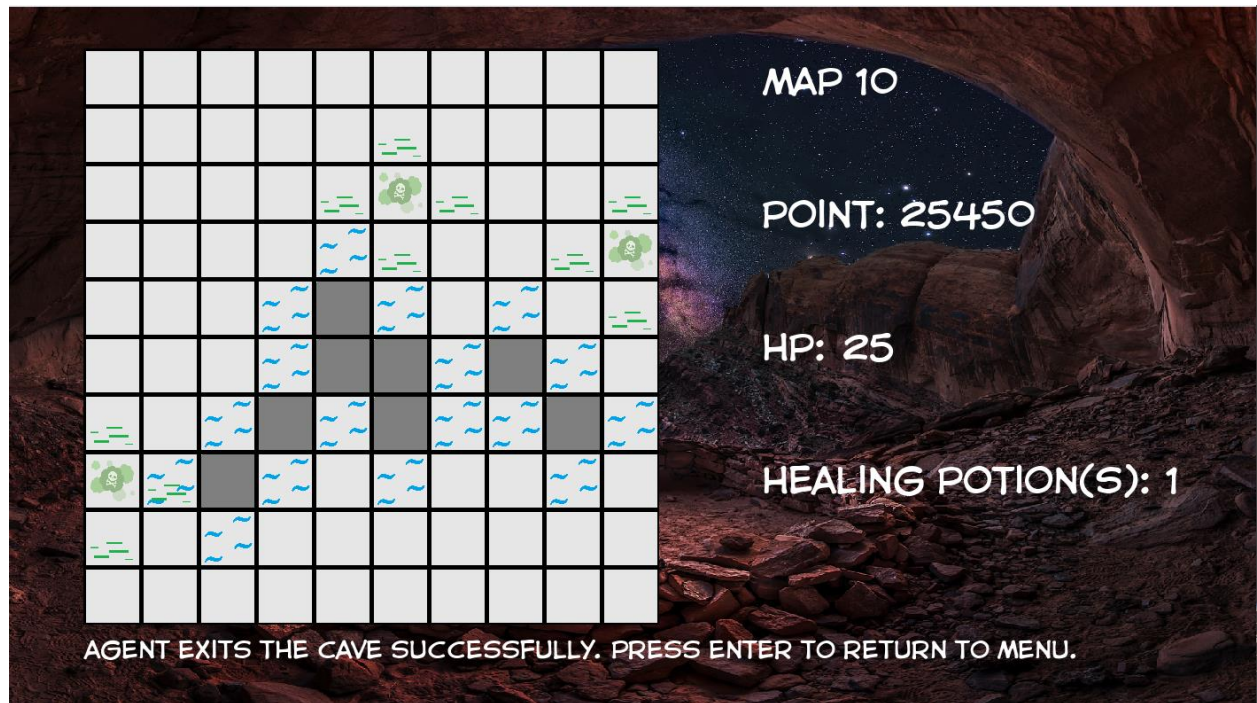 MAP 10
POINT: 25450
HP: 25
HEALING POTION(S): 1
AGENT EXITS THE CAVE SUCCESSFULLY. PRESS ENTER TO RETURN TO MENU.